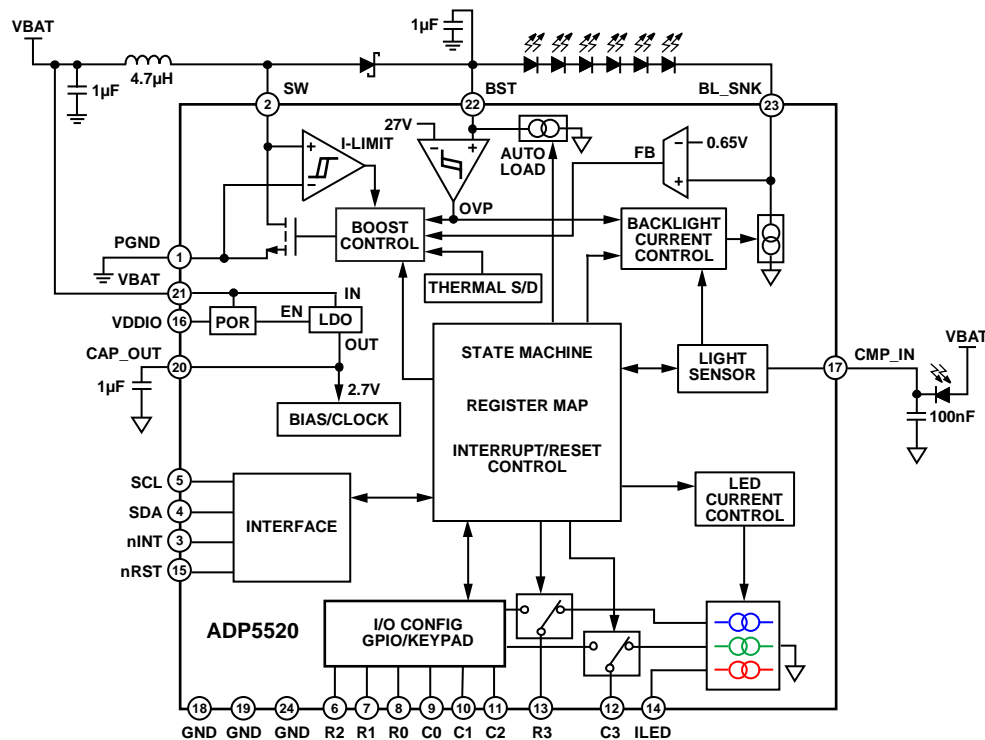 VBAT
1µF
4.7µH
1µF
SW
BST
BL_SNK
2
22
23
27V
I-LIMIT
+
–
–
+
AUTO
LOAD
FB
–
0.65V
+
OVP
BOOST
CONTROL
BACKLIGHT
CURRENT
CONTROL
PGND
1
THERMAL S/D
VBAT
21
IN
VDDIO
16
POR
EN
LDO
OUT
CAP_OUT
20
1µF
2.7V
BIAS/CLOCK
STATE MACHINE
REGISTER MAP
INTERRUPT/RESET
CONTROL
LIGHT
SENSOR
17
CMP_IN
VBAT
100nF
SCL
5
SDA
4
nINT
3
nRST
15
INTERFACE
LED
CURRENT
CONTROL
ADP5520
I/O CONFIG
GPIO/KEYPAD
18
19
24
6
7
8
9
10
11
13
12
14
GND
GND
GND
R2
R1
R0
C0
C1
C2
R3
C3
ILED